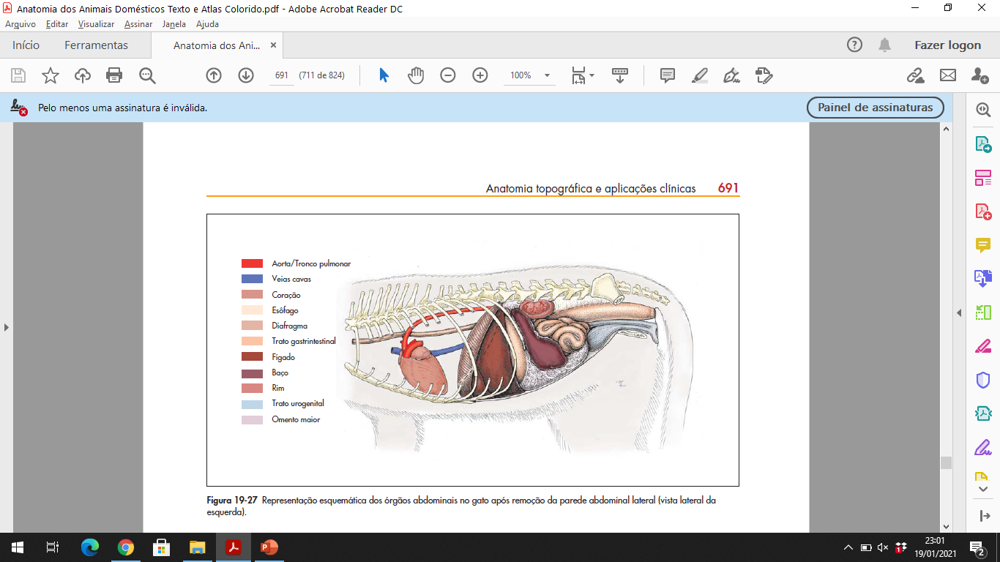 Anatomia dos Animais Domésticos Texto e Atlas Colorido.pdf - Adobe Acrobat Reader DC
Arquivo Editar Visualizar Assinar Janela Ajuda
Início Ferramentas Anatomia dos Ani... × Fazer logon
691 (711 de 824) 100%
Pelo menos uma assinatura é inválida. Painel de assinaturas
Anatomia topográfica e aplicações clínicas 691
Aorta/Tronco pulmonar
Veias cavas
Coração
Esôfago
Diafragma
Trato gastrintestinal
Fígado
Baço
Rim
Trato urogenital
Omento maior
Figura 19-27 Representação esquemática dos órgãos abdominais no gato após remoção da parede abdominal lateral (vista lateral da
esquerda).
23:01
19/01/2021